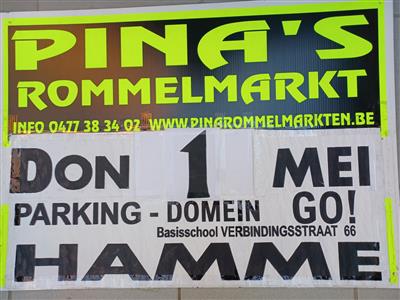 PINA'S
ROMMELMARKT
INFO 0477 38 34 02 WWW.PINAROMMELMARKTEN.BE
DON 1 MEI
PARKING - DOMEIN GO!
Basisschool VERBINDINGSSTRAAT 66
HAMME